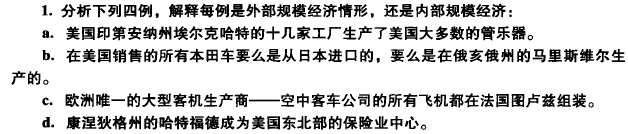 1. 分析下列四例，解释每例是外部规模经济情形，还是内部规模经济：
a. 美国印第安纳州埃尔克哈特的十几家工厂生产了美国大多数的管乐器。
b. 在美国销售的所有本田车要么是从日本进口的，要么是在俄亥俄州的马里斯维尔生
产的。
c. 欧洲唯一的大型客机生产商——空中客车公司的所有飞机都在法国图卢兹组装。
d. 康涅狄格州的哈特福德成为美国东北部的保险业中心。